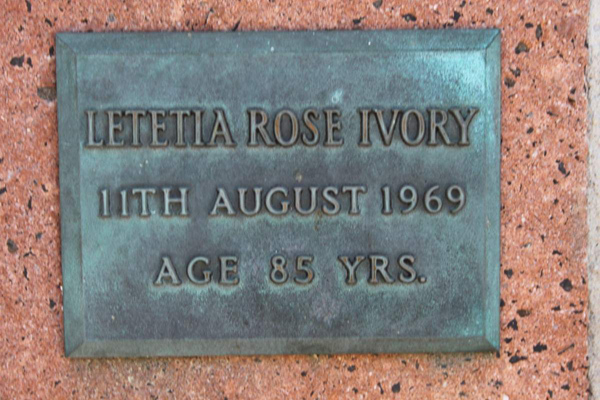 LETETIA ROSE IVORY
11TH AUGUST 1969
AGE 85 YRS.